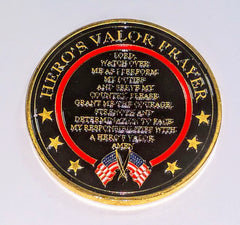 HERO'S VALOR PRAYER
LORD,
WATCH OVER
ME AS I PERFORM
MY DUTIES
AND SERVE MY
COUNTRY. PLEASE
GRANT ME THE COURAGE,
STRENGTH AND
DETERMINATION TO FACE
MY RESPONSIBILITIES WITH
A HERO'S VALOR.
AMEN